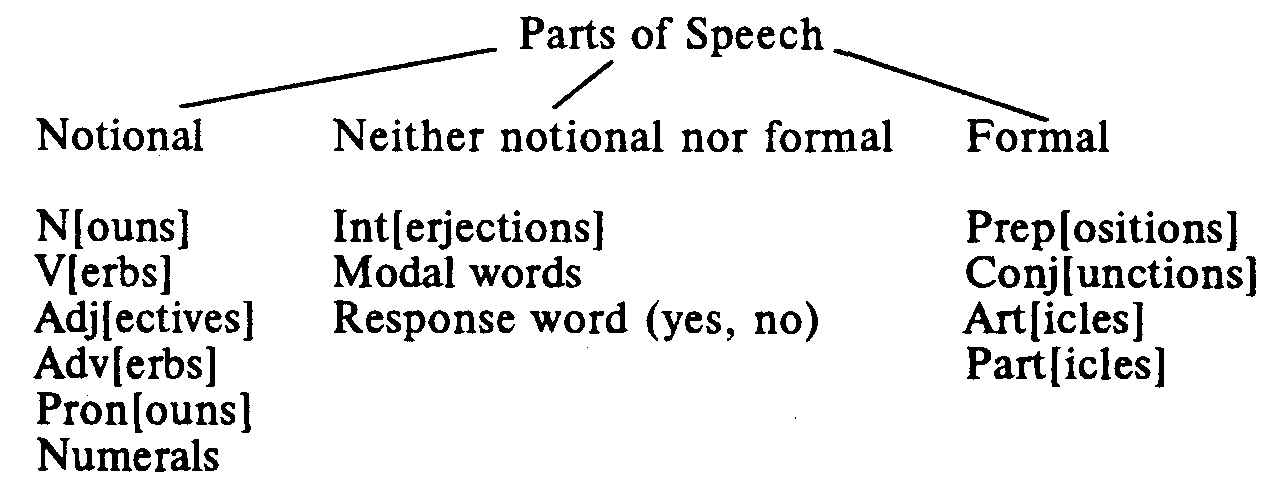 Parts of Speech
Notional Neither notional nor formal Formal
N[ouns] Int[erjections] Prep[ositions]
V[erbs] Modal words Conj[unctions]
Adj[ectives] Response word (yes, no) Art[icles]
Adv[erbs] Part[icles]
Pron[ouns]
Numerals